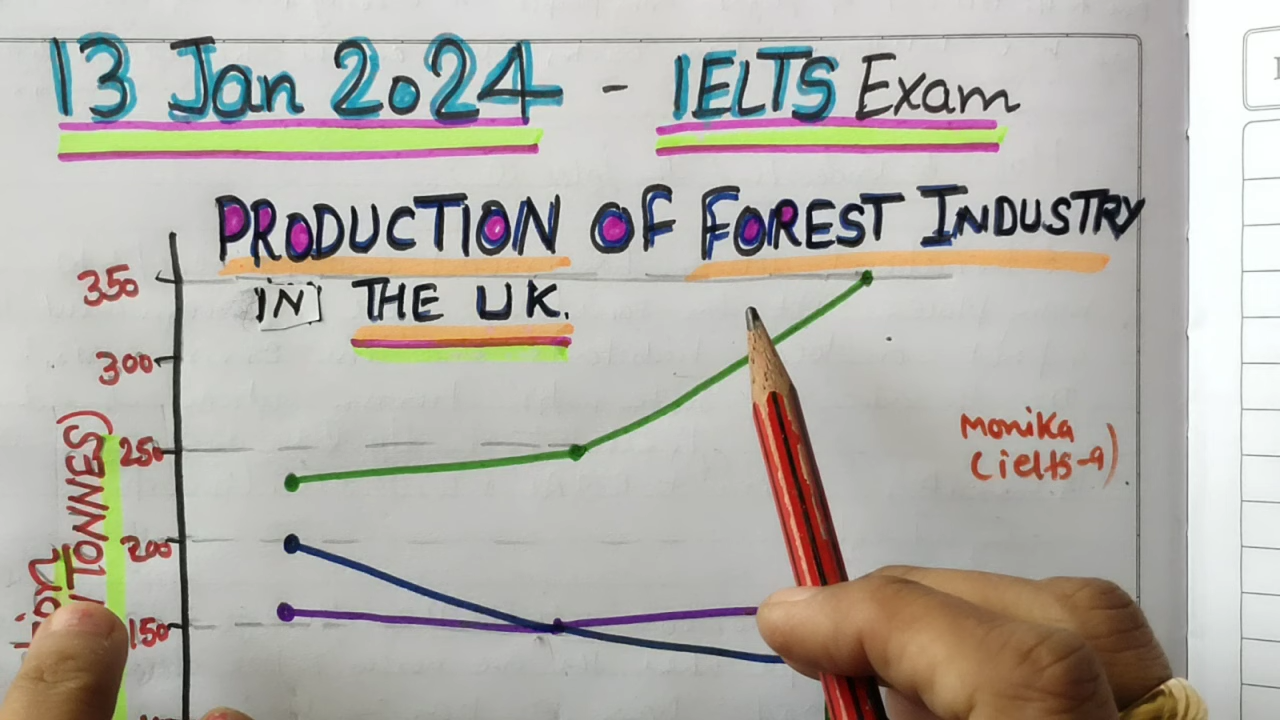 13 Jan 2024 - IELTS Exam
PRODUCTION OF FOREST INDUSTRY
IN THE UK.
350
300
250
200
150
(TONNES)
Monika
(ielts-9)